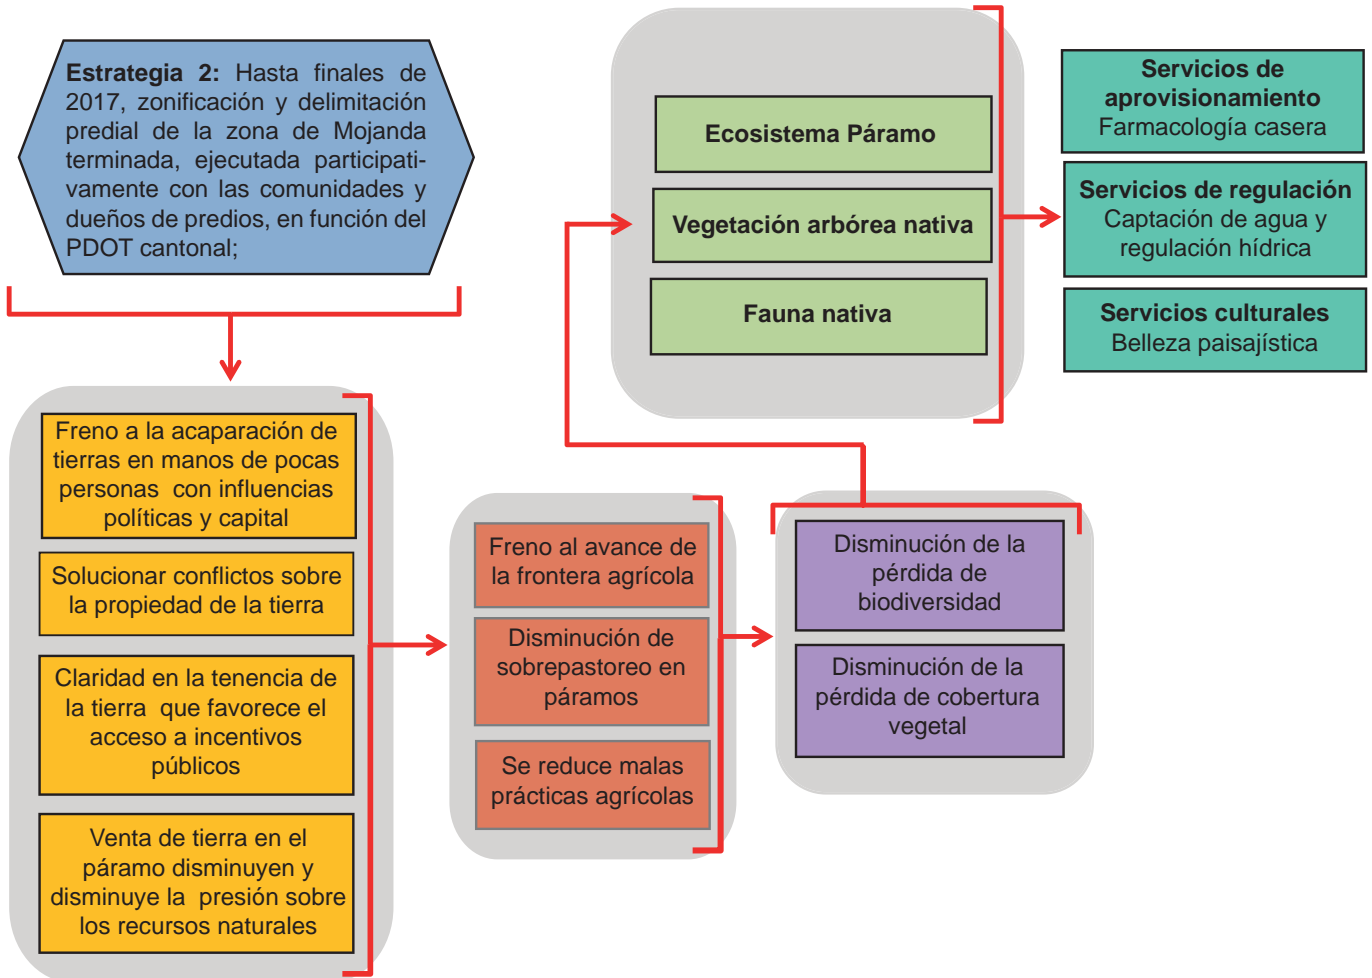 Estrategia 2: Hasta finales de
2017, zonificación y delimitación
predial de la zona de Mojanda
terminada, ejecutada participati-
vamente con las comunidades y
dueños de predios, en función del
PDOT cantonal;
Freno a la acaparación de
tierras en manos de pocas
personas con influencias
políticas y capital
Solucionar conflictos sobre
la propiedad de la tierra
Claridad en la tenencia de
la tierra que favorece el
acceso a incentivos
públicos
Venta de tierra en el
páramo disminuyen y
disminuye la presión sobre
los recursos naturales
Freno al avance de
la frontera agrícola
Disminución de
sobrepastoreo en
páramos
Se reduce malas
prácticas agrícolas
Disminución de la
pérdida de
biodiversidad
Disminución de la
pérdida de cobertura
vegetal
Ecosistema Páramo
Vegetación arbórea nativa
Fauna nativa
Servicios de
aprovisionamiento
Farmacología casera
Servicios de regulación
Captación de agua y
regulación hídrica
Servicios culturales
Belleza paisajística